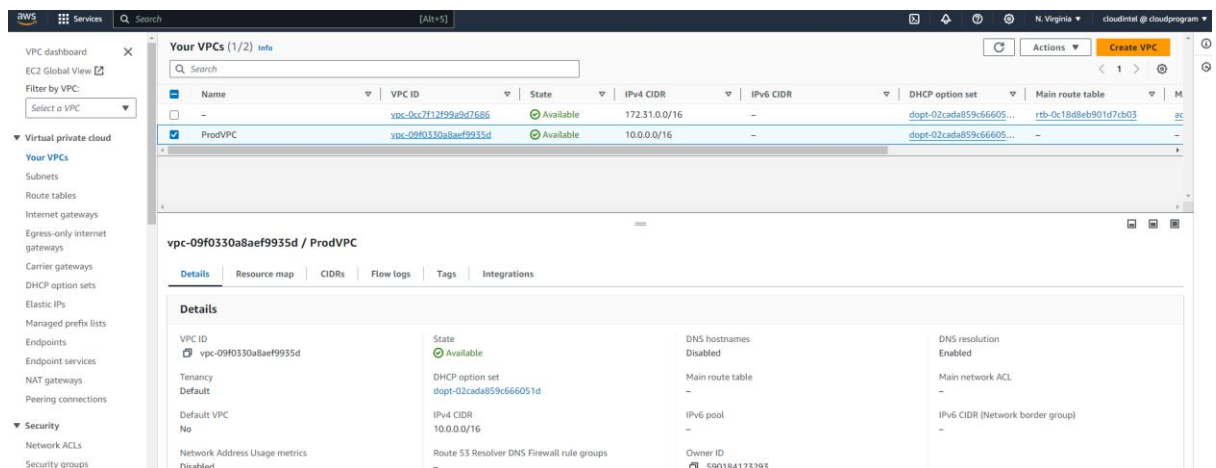 aws Services Search [Alt+S] N. Virginia ▼ cloudintel @ cloudprogram ▼
VPC dashboard
EC2 Global View
Filter by VPC:
Select a VPC
Virtual private cloud
Your VPCs
Subnets
Route tables
Internet gateways
Egress-only internet
gateways
Carrier gateways
DHCP option sets
Elastic IPs
Managed prefix lists
Endpoints
Endpoint services
NAT gateways
Peering connections
Security
Network ACLs
Security groups
Your VPCs (1/2) Info
Actions ▼ Create VPC
Search
1
Name VPC ID State IPv4 CIDR IPv6 CIDR DHCP option set Main route table M
– vpc-0cc7f12f99a9d7686 Available 172.31.0.0/16 – dopt-02cada859c66605... rtb-0c18d8eb901d7cb03 ac
ProdVPC vpc-09f0330a8aef9935d Available 10.0.0.0/16 – dopt-02cada859c66605... – –
vpc-09f0330a8aef9935d / ProdVPC
Details Resource map CIDRs Flow logs Tags Integrations
Details
VPC ID State DNS hostnames DNS resolution
vpc-09f0330a8aef9935d Available Disabled Enabled
Tenancy DHCP option set Main route table Main network ACL
Default dopt-02cada859c666051d – –
Default VPC IPv4 CIDR IPv6 pool IPv6 CIDR (Network border group)
No 10.0.0.0/16 – –
Network Address Usage metrics Route 53 Resolver DNS Firewall rule groups Owner ID
Disabled – 590184123293